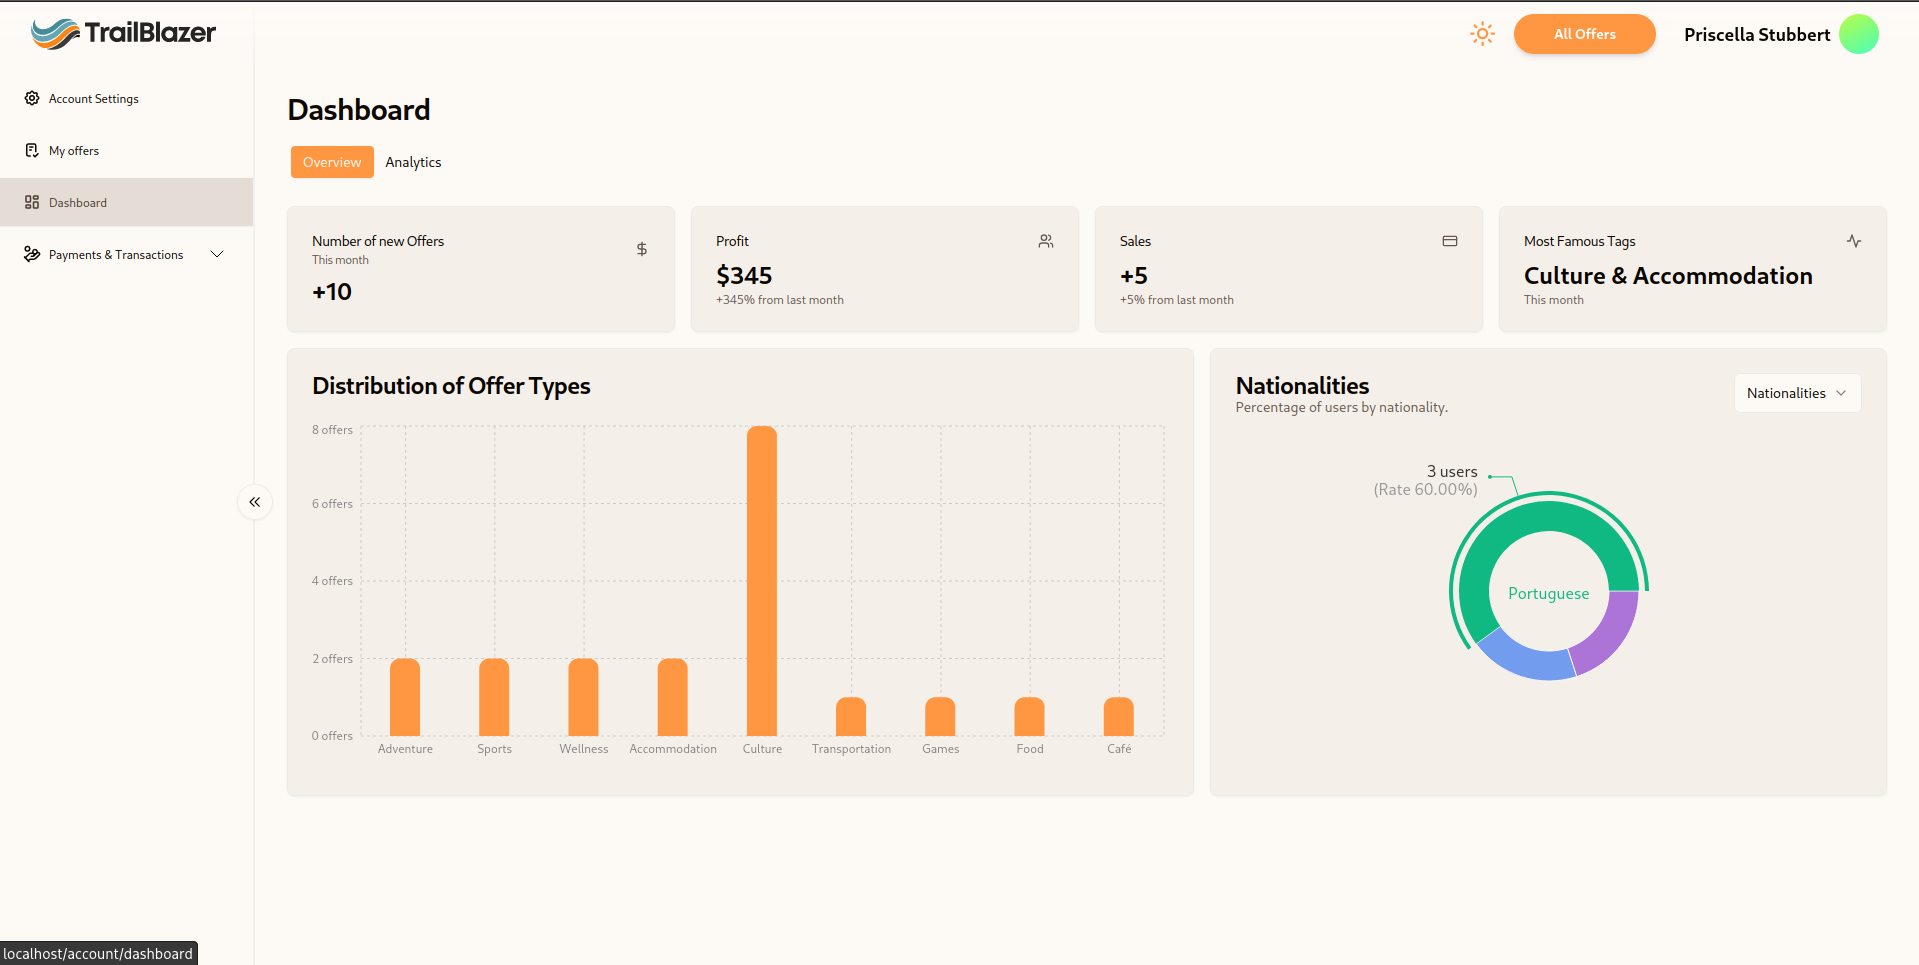 TrailBlazer
All Offers
Priscella Stubbert
Account Settings
My offers
Dashboard
Payments & Transactions
Dashboard
Overview
Analytics
Number of new Offers
This month
+10
Profit
$345
+345% from last month
Sales
+5
+5% from last month
Most Famous Tags
Culture & Accommodation
This month
Distribution of Offer Types
8 offers
6 offers
4 offers
2 offers
0 offers
Adventure
Sports
Wellness
Accommodation
Culture
Transportation
Games
Food
Café
Nationalities
Percentage of users by nationality.
Nationalities
3 users
(Rate 60.00%)
Portuguese
localhost/account/dashboard